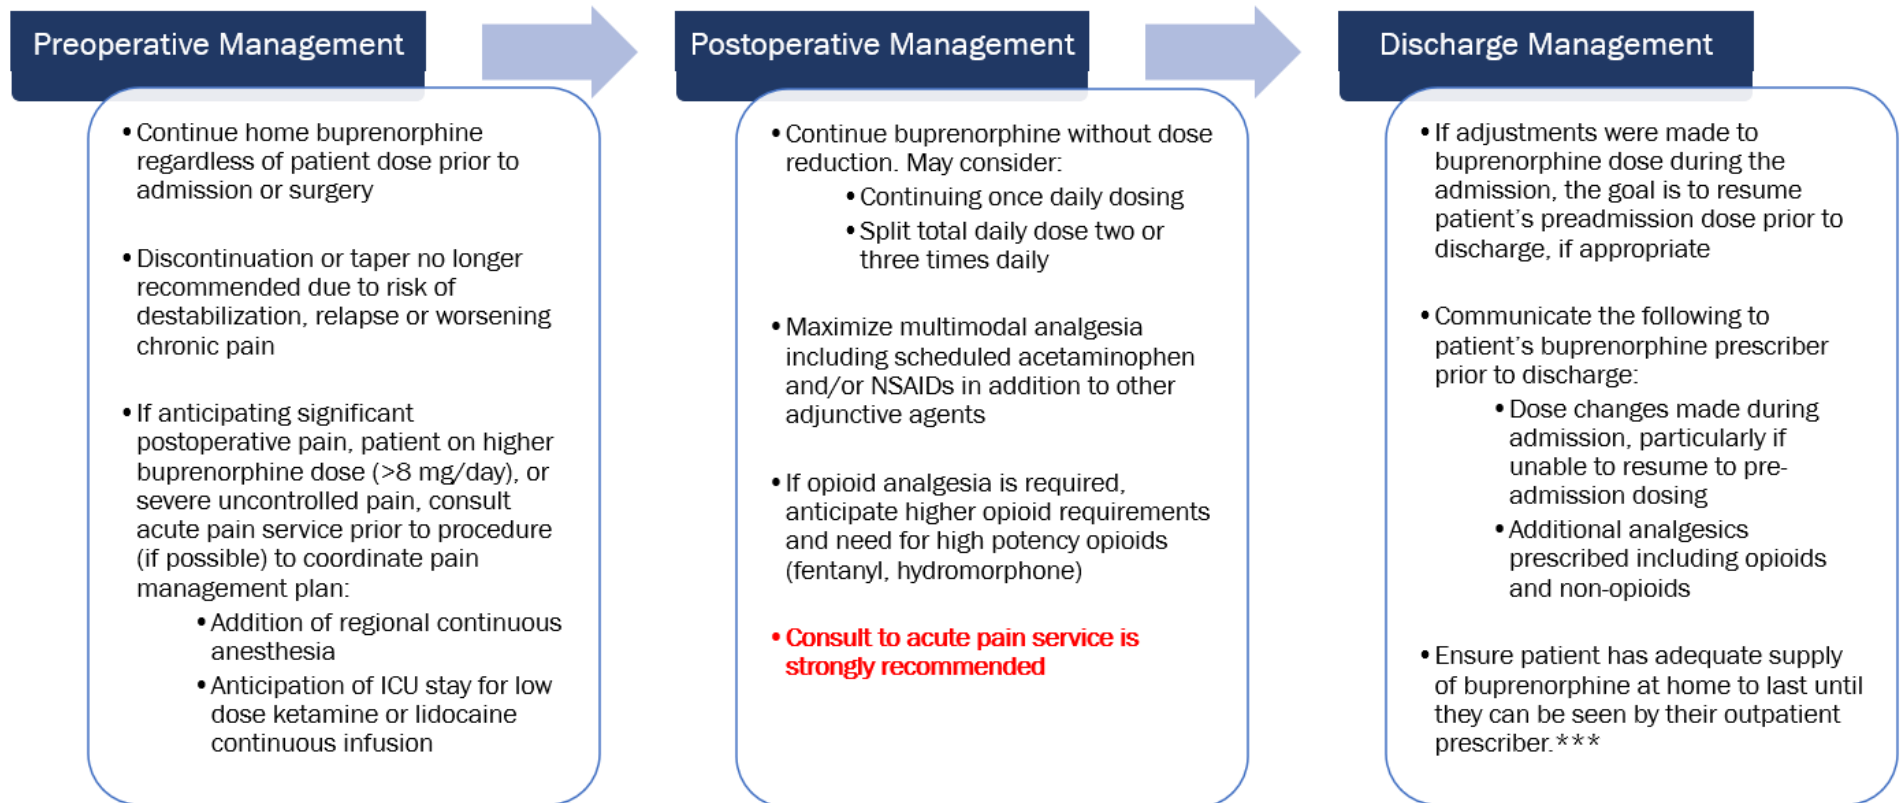 Preoperative Management
• Continue home buprenorphine
regardless of patient dose prior to
admission or surgery
• Discontinuation or taper no longer
recommended due to risk of
destabilization, relapse or worsening
chronic pain
• If anticipating significant
postoperative pain, patient on higher
buprenorphine dose (>8 mg/day), or
severe uncontrolled pain, consult
acute pain service prior to procedure
(if possible) to coordinate pain
management plan:
• Addition of regional continuous
anesthesia
• Anticipation of ICU stay for low
dose ketamine or lidocaine
continuous infusion
Postoperative Management
• Continue buprenorphine without dose
reduction. May consider:
• Continuing once daily dosing
• Split total daily dose two or
three times daily
• Maximize multimodal analgesia
including scheduled acetaminophen
and/or NSAIDs in addition to other
adjunctive agents
• If opioid analgesia is required,
anticipate higher opioid requirements
and need for high potency opioids
(fentanyl, hydromorphone)
• Consult to acute pain service is
strongly recommended
Discharge Management
• If adjustments were made to
buprenorphine dose during the
admission, the goal is to resume
patient's preadmission dose prior to
discharge, if appropriate
• Communicate the following to
patient's buprenorphine prescriber
prior to discharge:
• Dose changes made during
admission, particularly if
unable to resume to pre-
admission dosing
• Additional analgesics
prescribed including opioids
and non-opioids
• Ensure patient has adequate supply
of buprenorphine at home to last until
they can be seen by their outpatient
prescriber.***